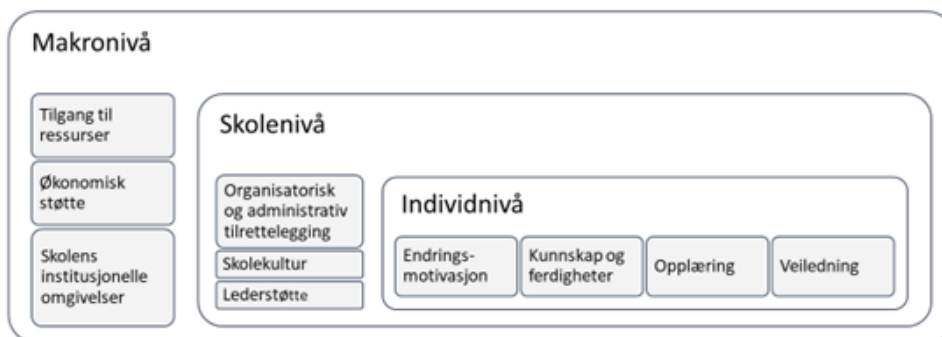 Makronivå
Tilgang til
ressurser
Økonomisk
støtte
Skolens
institusjonelle
omgivelser
Skolenivå
Organisatorisk
og administrativ
tilrettelegging
Skolekultur
Lederstøtte
Individnivå
Endrings-
motivasjon
Kunnskap og
ferdigheter
Opplæring
Veiledning